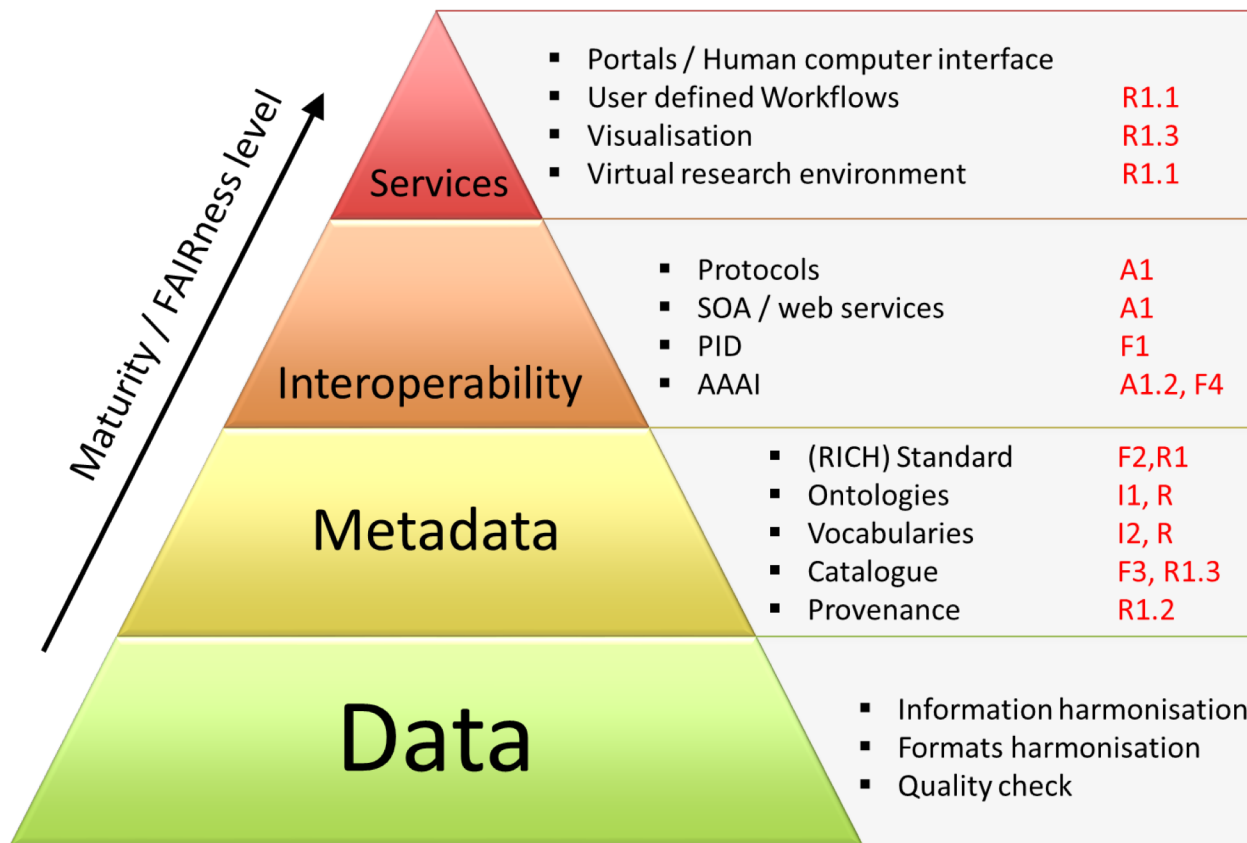 Maturity / FAIRness level
Services
▪ Portals / Human computer interface
▪ User defined Workflows R1.1
▪ Visualisation R1.3
▪ Virtual research environment R1.1
Interoperability
▪ Protocols A1
▪ SOA / web services A1
▪ PID F1
▪ AAAI A1.2, F4
Metadata
▪ (RICH) Standard F2,R1
▪ Ontologies I1, R
▪ Vocabularies I2, R
▪ Catalogue F3, R1.3
▪ Provenance R1.2
Data
▪ Information harmonisation
▪ Formats harmonisation
▪ Quality check